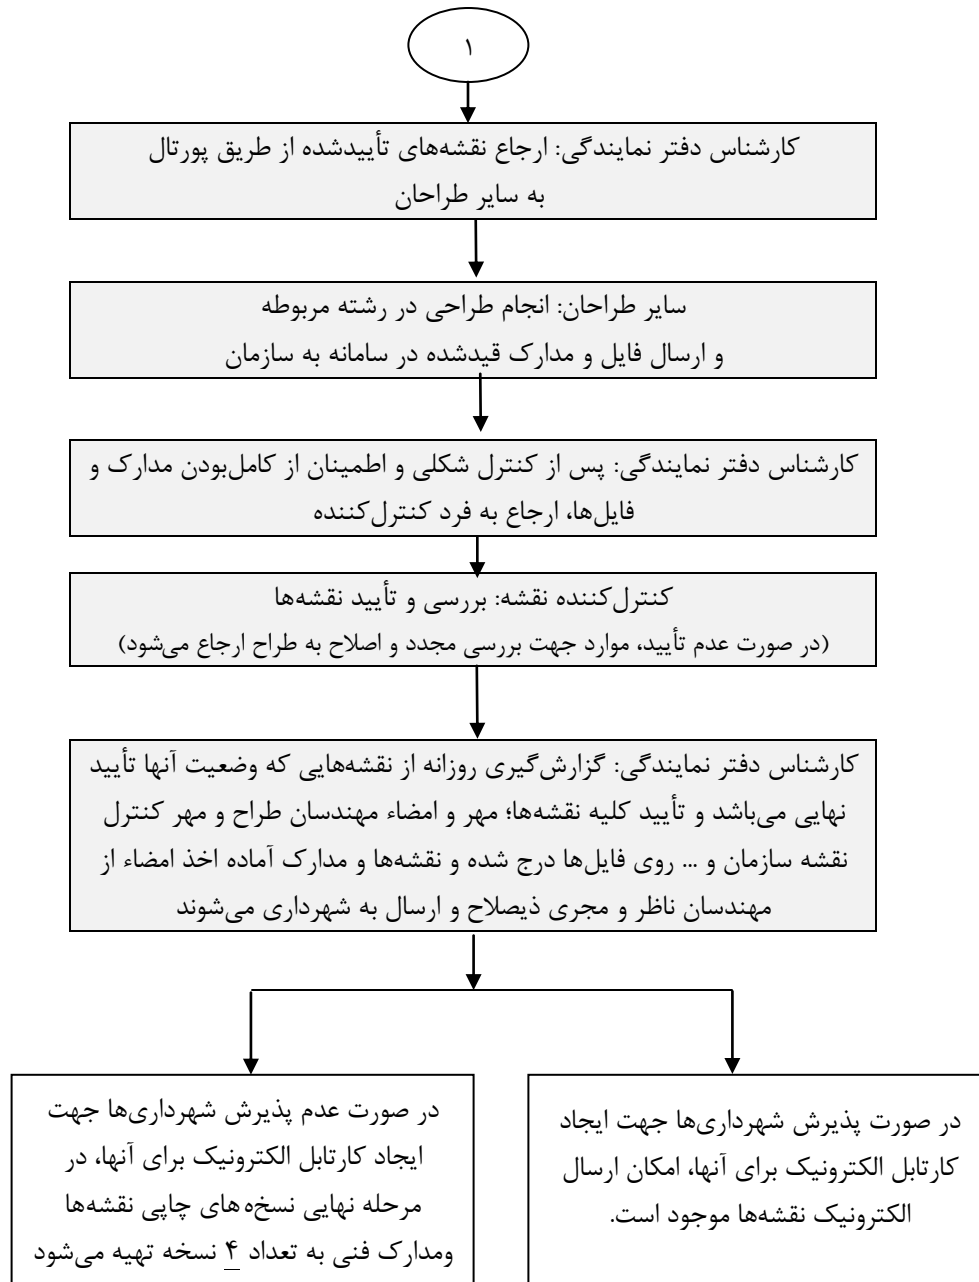 ۱
کارشناس دفتر نمایندگی: ارجاع نقشه‌های تأییدشده از طریق پورتال
به سایر طراحان
سایر طراحان: انجام طراحی در رشته مربوطه
و ارسال فایل و مدارک قیدشده در سامانه به سازمان
کارشناس دفتر نمایندگی: پس از کنترل شکلی و اطمینان از کامل‌بودن مدارک و
فایل‌ها، ارجاع به فرد کنترل‌کننده
کنترل‌کننده نقشه: بررسی و تأیید نقشه‌ها
(در صورت عدم تأیید، موارد جهت بررسی مجدد و اصلاح به طراح ارجاع می‌شود)
کارشناس دفتر نمایندگی: گزارش‌گیری روزانه از نقشه‌هایی که وضعیت آنها تأیید
نهایی می‌باشد و تأیید کلیه نقشه‌ها؛ مهر و امضاء مهندسان طراح و مهر کنترل
نقشه سازمان و ... روی فایل‌ها درج شده و نقشه‌ها و مدارک آماده اخذ امضاء از
مهندسان ناظر و مجری ذیصلاح و ارسال به شهرداری می‌شوند
در صورت پذیرش شهرداری‌ها جهت ایجاد
کارتابل الکترونیک برای آنها، امکان ارسال
الکترونیک نقشه‌ها موجود است.
در صورت عدم پذیرش شهرداری‌ها جهت
ایجاد کارتابل الکترونیک برای آنها، در
مرحله نهایی نسخه‌های چاپی نقشه‌ها
ومدارک فنی به تعداد ۴ نسخه تهیه می‌شود